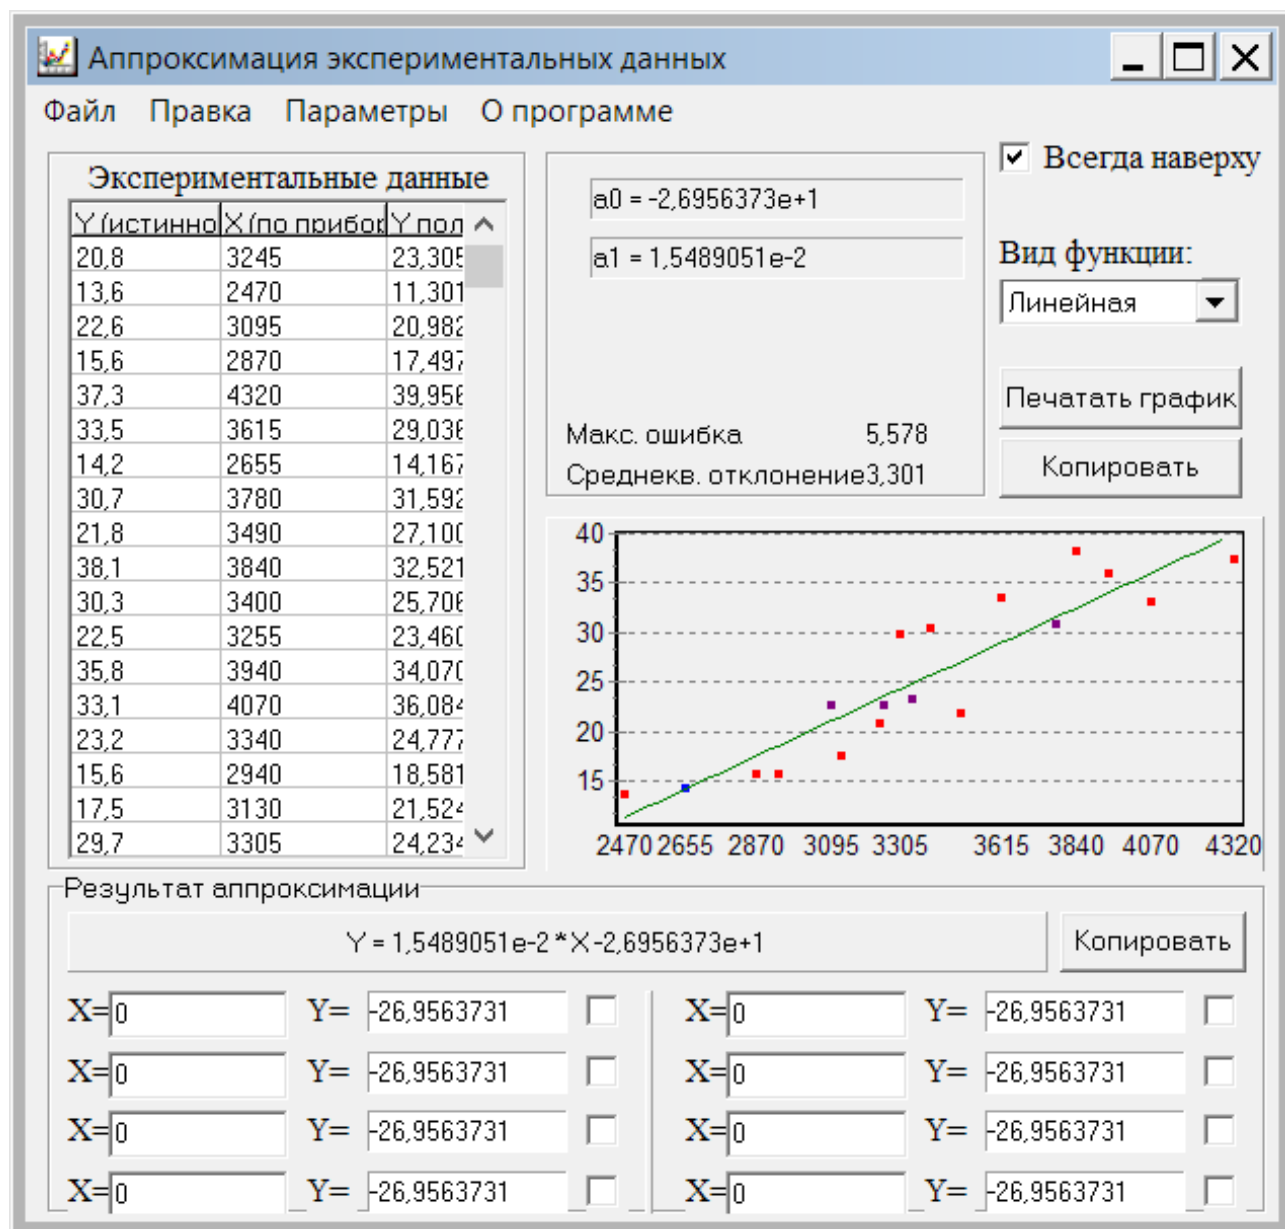 Аппроксимация экспериментальных данных
Файл Правка Параметры О программе
Экспериментальные данные
Y (истинно X (по прибор Y пол
20,8 3245 23,305
13,6 2470 11,301
22,6 3095 20,982
15,6 2870 17,497
37,3 4320 39,956
33,5 3615 29,036
14,2 2655 14,167
30,7 3780 31,592
21,8 3490 27,100
38,1 3840 32,521
30,3 3400 25,706
22,5 3255 23,460
35,8 3940 34,070
33,1 4070 36,084
23,2 3340 24,777
15,6 2940 18,581
17,5 3130 21,524
29,7 3305 24,234
a0 = -2,6956373e+1
a1 = 1,5489051e-2
Макс. ошибка 5,578
Среднекв. отклонение3,301
Всегда наверху
Вид функции:
Линейная
Печатать график
Копировать
40
35
30
25
20
15
2470 2655 2870 3095 3305 3615 3840 4070 4320
Результат аппроксимации
Y = 1,5489051e-2 * X -2,6956373e+1
Копировать
X= 0 Y= -26,9563731 X= 0 Y= -26,9563731
X= 0 Y= -26,9563731 X= 0 Y= -26,9563731
X= 0 Y= -26,9563731 X= 0 Y= -26,9563731
X= 0 Y= -26,9563731 X= 0 Y= -26,9563731